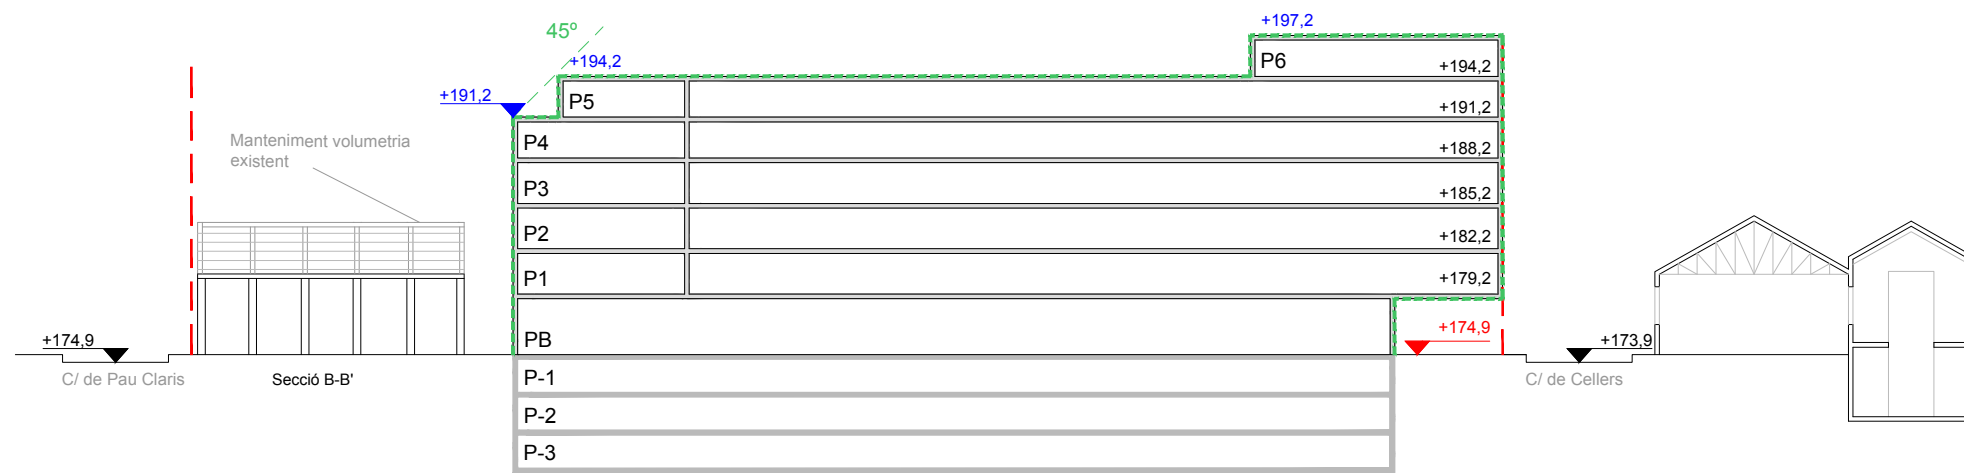 +197,2
45º
+194,2
P6
+194,2
+191,2
P5
+191,2
Manteniment volumetria
existent
P4
+188,2
P3
+185,2
P2
+182,2
P1
+179,2
+174,9
PB
+174,9
+173,9
C/ de Pau Claris
Secció B-B'
P-1
C/ de Cellers
P-2
P-3